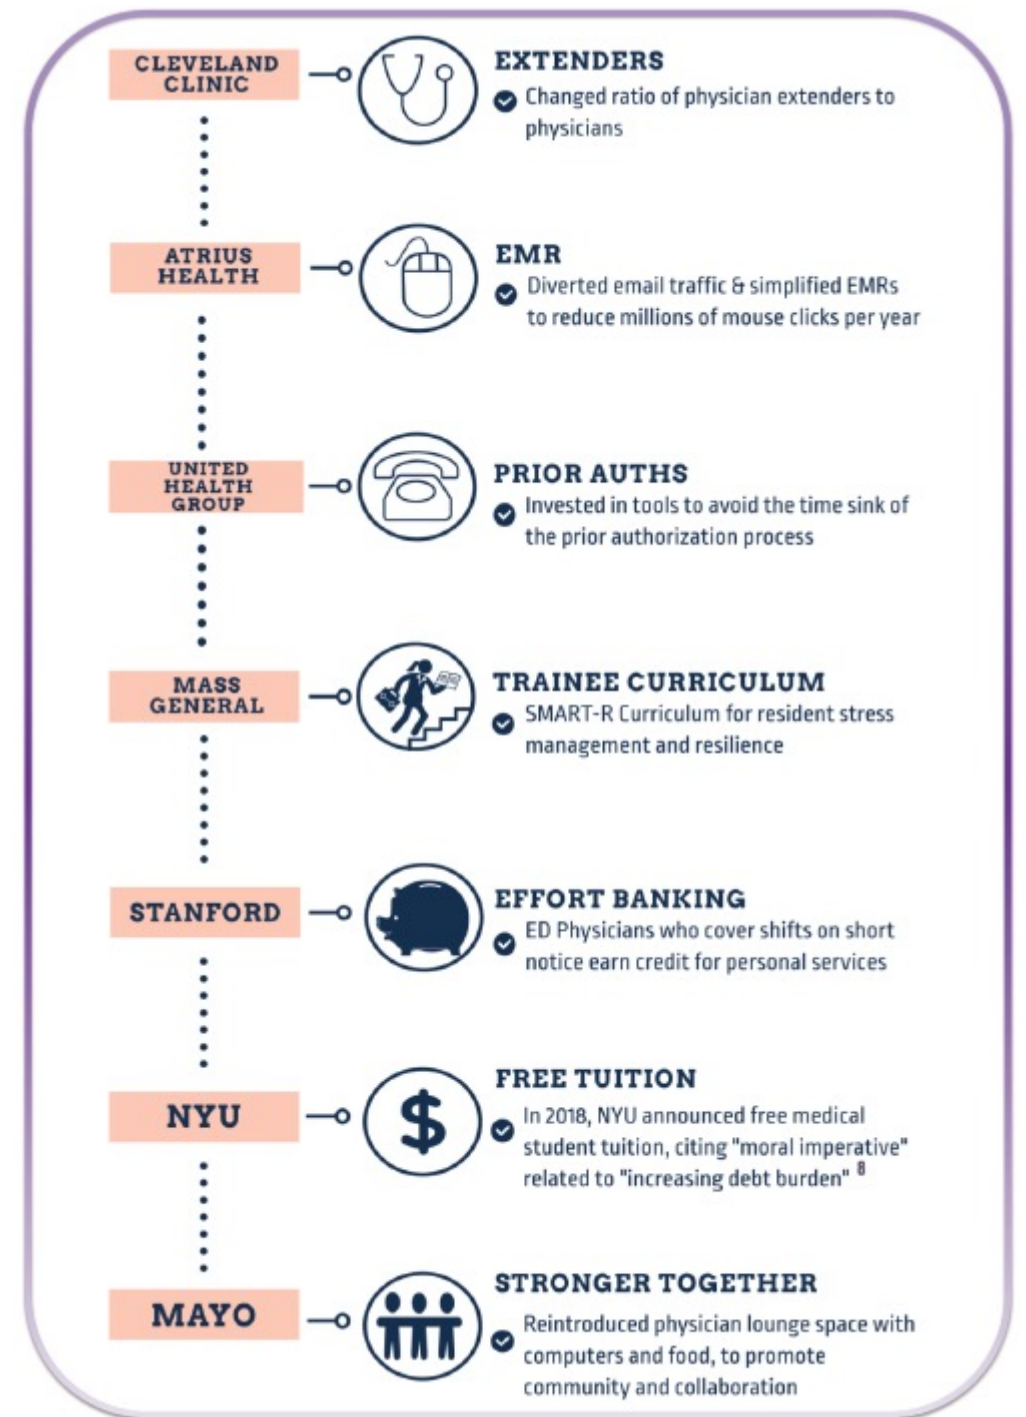 CLEVELAND
CLINIC
EXTENDERS
Changed ratio of physician extenders to
physicians
ATRIUS
HEALTH
EMR
Diverted email traffic & simplified EMRs
to reduce millions of mouse clicks per year
UNITED
HEALTH
GROUP
PRIOR AUTHS
Invested in tools to avoid the time sink of
the prior authorization process
MASS
GENERAL
TRAINEE CURRICULUM
SMART-R Curriculum for resident stress
management and resilience
STANFORD
EFFORT BANKING
ED Physicians who cover shifts on short
notice earn credit for personal services
NYU
FREE TUITION
In 2018, NYU announced free medical
student tuition, citing "moral imperative"
related to "increasing debt burden" 8
MAYO
STRONGER TOGETHER
Reintroduced physician lounge space with
computers and food, to promote
community and collaboration